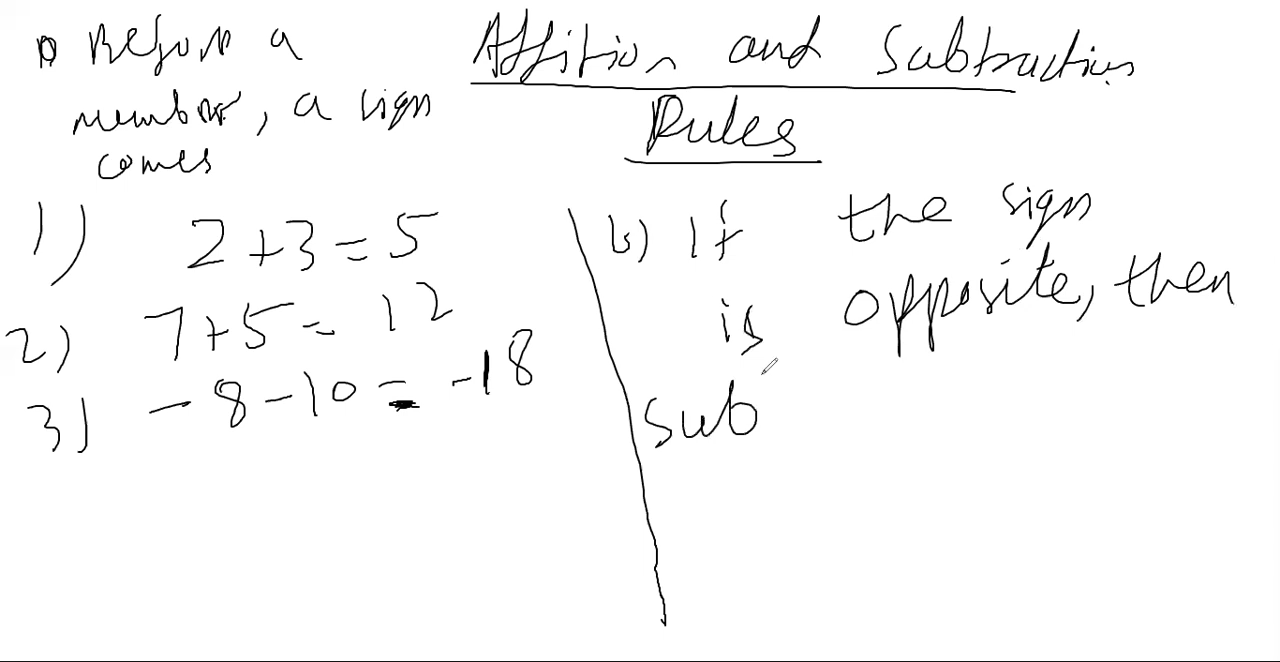 Affition and Subtraction
Rules
Before a
number, a sign
comes
1) 2+3=5
2) 7+5=12
3) -8-10=-18
b) If the sign
is opposite, then
sub